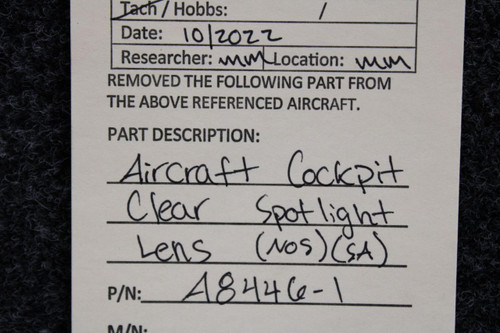 Tach / Hobbs: /
Date: 10/2022
Researcher: MM Location: MM
REMOVED THE FOLLOWING PART FROM
THE ABOVE REFERENCED AIRCRAFT.
PART DESCRIPTION:
Aircraft Cockpit
Clear Spotlight
Lens (NOS)(SA)
P/N: A8446-1
M/N: